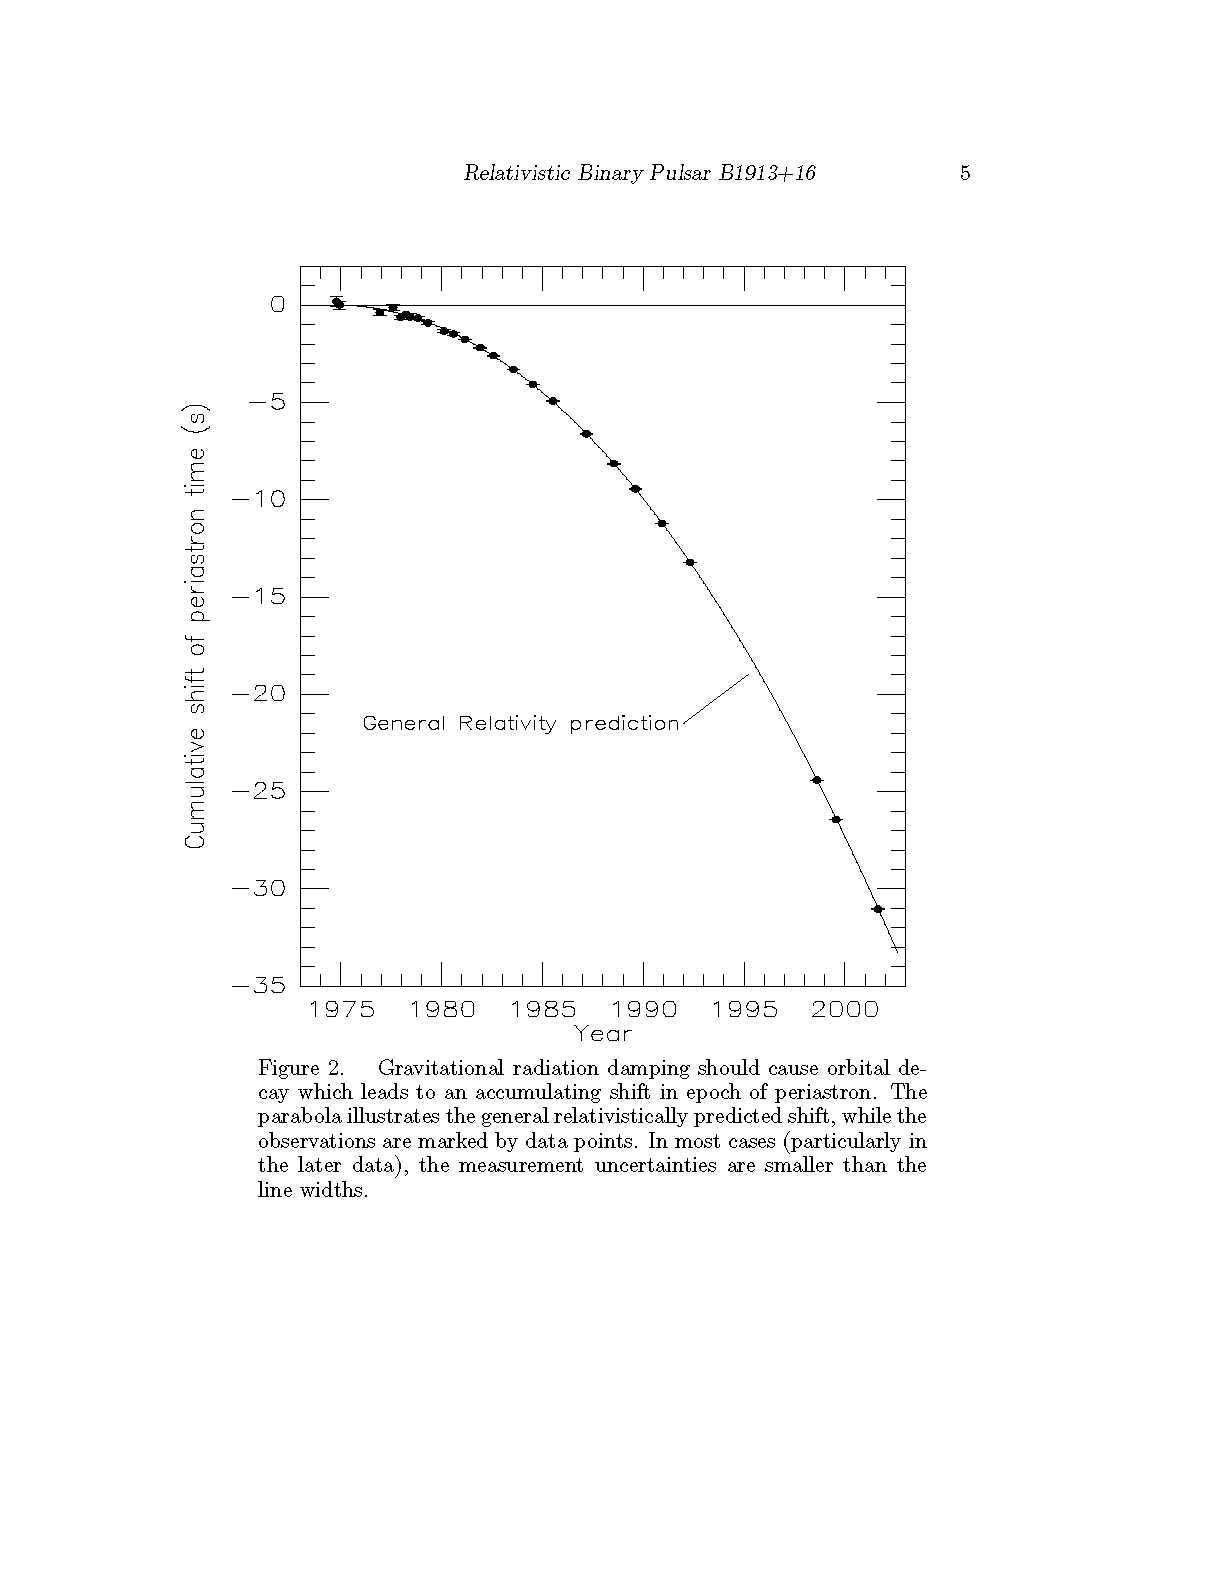 Relativistic Binary Pulsar B1913+16 5
0
−5
−10
−15
−20
−25
−30
−35
Cumulative shift of periastron time (s)
General Relativity prediction
1975 1980 1985 1990 1995 2000
Year
Figure 2. Gravitational radiation damping should cause orbital de-
cay which leads to an accumulating shift in epoch of periastron. The
parabola illustrates the general relativistically predicted shift, while the
observations are marked by data points. In most cases (particularly in
the later data), the measurement uncertainties are smaller than the
line widths.